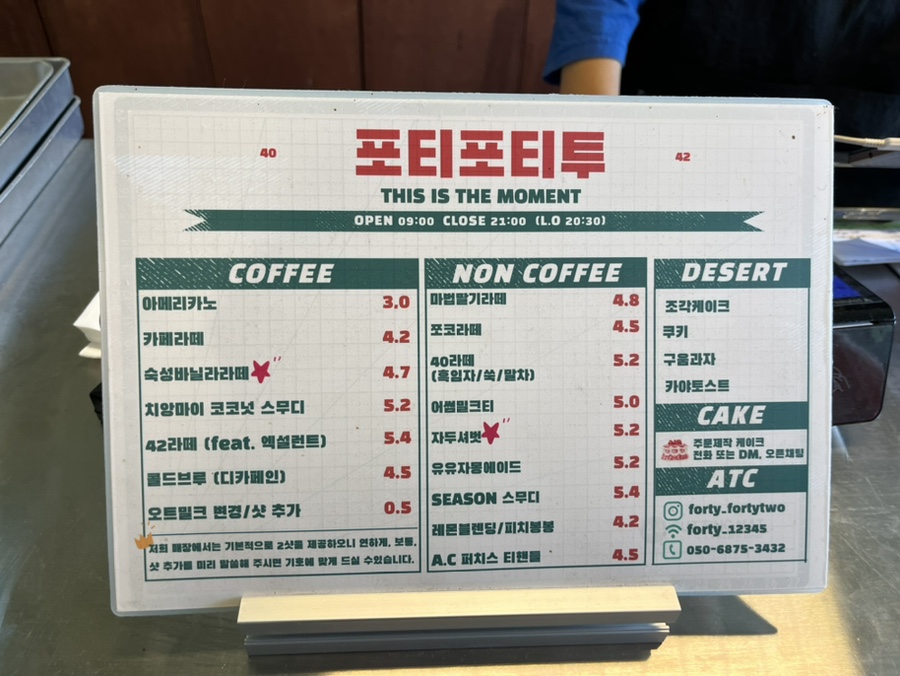 40
포티포티투
42
THIS IS THE MOMENT
OPEN 09:00 CLOSE 21:00 (L.O 20:30)
COFFEE
아메리카노 3.0
카페라떼 4.2
숙성바닐라라떼 4.7
치앙마이 코코넛 스무디 5.2
42라떼 (feat. 엑설런트) 5.4
콜드브루 (디카페인) 4.5
오트밀크 변경/샷 추가 0.5
저희 매장에서는 기본적으로 2샷을 제공하오니 연하게, 보통,
샷 추가를 미리 말씀해 주시면 기호에 맞게 드실 수있습니다.
NON COFFEE
마법딸기라떼 4.8
쪼코라떼 4.5
40라떼 5.2
(흑임자/쑥/말차)
어썸밀크티 5.0
자두셔벗 5.2
유유자몽에이드 5.2
SEASON 스무디 5.4
레몬블렌딩/피치봉봉 4.2
A.C 퍼치스 티핸들 4.5
DESERT
조각케이크
쿠키
구움과자
카야토스트
CAKE
주문제작 케이크
전화 또는 DM, 오픈채팅
ATC
forty_fortytwo
forty_12345
050-6875-3432